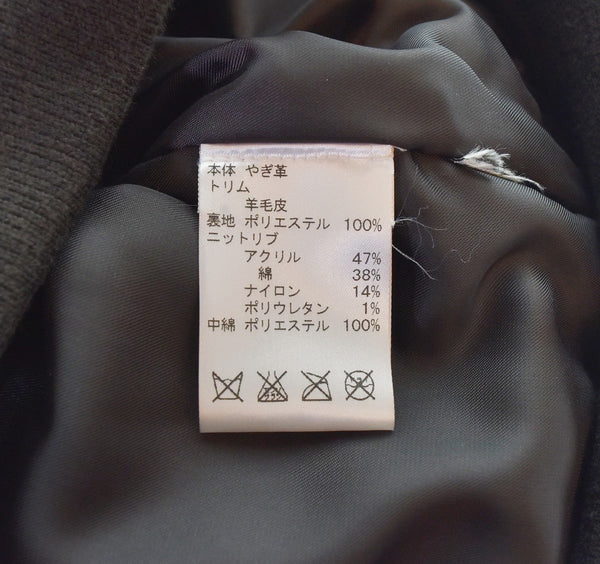 本体 やぎ革
トリム
羊毛皮
裏地 ポリエステル 100%
ニットリブ
アクリル 47%
綿 38%
ナイロン 14%
ポリウレタン 1%
中綿 ポリエステル 100%